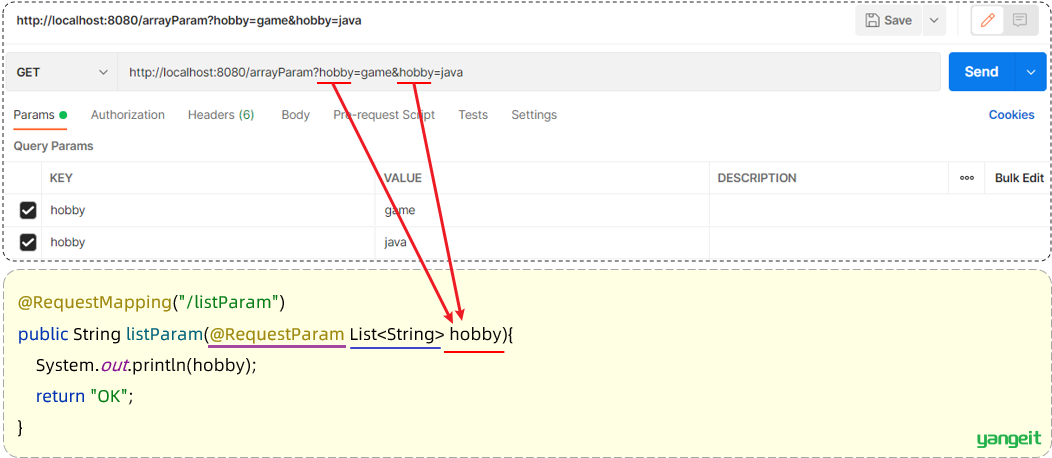 http://localhost:8080/arrayParam?hobby=game&hobby=java
Save
GET
http://localhost:8080/arrayParam?hobby=game&hobby=java
Send
Params Authorization Headers (6) Body Pre-request Script Tests Settings Cookies
Query Params
KEY VALUE DESCRIPTION ooo Bulk Edit
hobby game
hobby java
@RequestMapping("/listParam")
public String listParam(@RequestParam List<String> hobby){
System.out.println(hobby);
return "OK";
}
yangeit